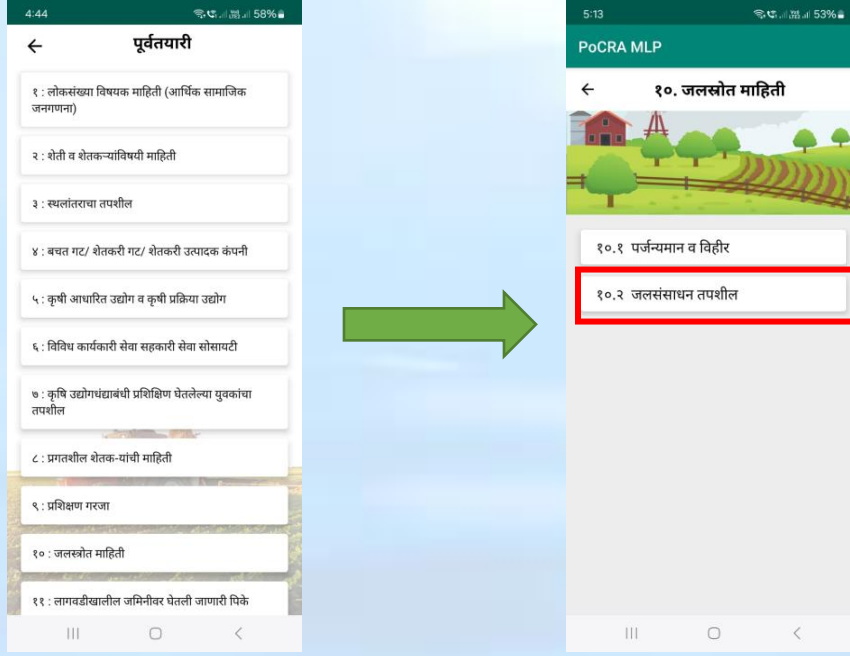 4:44
58%
पूर्वतयारी
१ : लोकसंख्या विषयक माहिती (आर्थिक सामाजिक
जनगणना)
२ : शेती व शेतकऱ्यांविषयी माहिती
३ : स्थलांतराचा तपशील
४ : बचत गट/ शेतकरी गट/ शेतकरी उत्पादक कंपनी
५ : कृषी आधारित उद्योग व कृषी प्रक्रिया उद्योग
६ : विविध कार्यकारी सेवा सहकारी सेवा सोसायटी
७ : कृषि उद्योगधंद्याबंधी प्रशिक्षिण घेतलेल्या युवकांचा
तपशील
८ : प्रगतशील शेतक-यांची माहिती
९ : प्रशिक्षण गरजा
१० : जलस्त्रोत माहिती
११ : लागवडीखालील जमिनीवर घेतली जाणारी पिके
5:13
53%
PoCRA MLP
१०. जलस्रोत माहिती
१०.१ पर्जन्यमान व विहीर
१०.२ जलसंसाधन तपशील